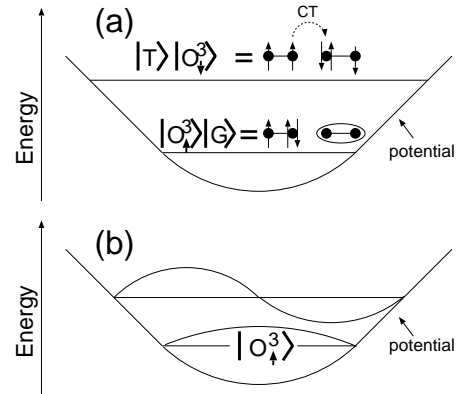 (a)
CT
|T⟩|O³↓⟩ =
|O³↑⟩|G⟩ =
Energy
potential
(b)
Energy
|O³↑⟩
potential